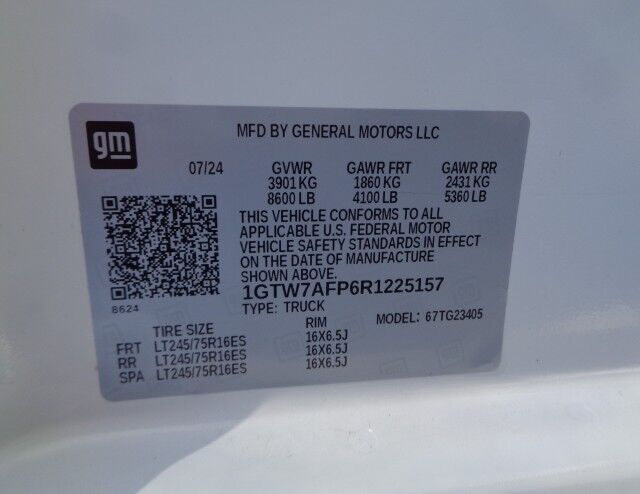 gm
MFD BY GENERAL MOTORS LLC
07/24 GVWR GAWR FRT GAWR RR
3901 KG 1860 KG 2431 KG
8600 LB 4100 LB 5360 LB
THIS VEHICLE CONFORMS TO ALL
APPLICABLE U.S. FEDERAL MOTOR
VEHICLE SAFETY STANDARDS IN EFFECT
ON THE DATE OF MANUFACTURE
SHOWN ABOVE.
1GTW7AFP6R1225157
8624 TYPE: TRUCK MODEL: 67TG23405
TIRE SIZE RIM
FRT LT245/75R16ES 16X6.5J
RR LT245/75R16ES 16X6.5J
SPA LT245/75R16ES 16X6.5J